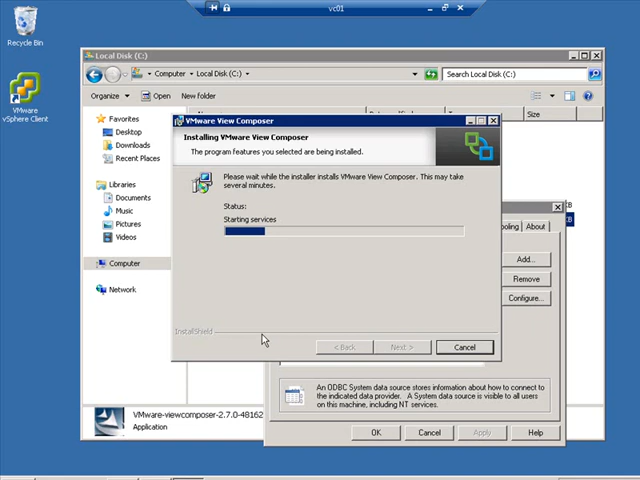 vc01
Recycle Bin
VMware
vSphere Client
Local Disk (C:)
Computer
Local Disk (C:)
Search Local Disk (C:)
Organize
Open
New folder
Favorites
Desktop
Downloads
Recent Places
Libraries
Documents
Music
Pictures
Videos
Computer
Network
Size
VMware View Composer
Installing VMware View Composer
The program features you selected are being installed.
Please wait while the installer installs VMware View Composer. This may take
several minutes.
Status:
Starting services
InstallShield
< Back
Next >
Cancel
About
Add...
Remove
Configure...
An ODBC System data source stores information about how to connect to
the indicated data provider. A System data source is visible to all users
on this machine, including NT services.
OK
Cancel
Apply
Help
VMware-viewcomposer-2.7.0-48162
Application